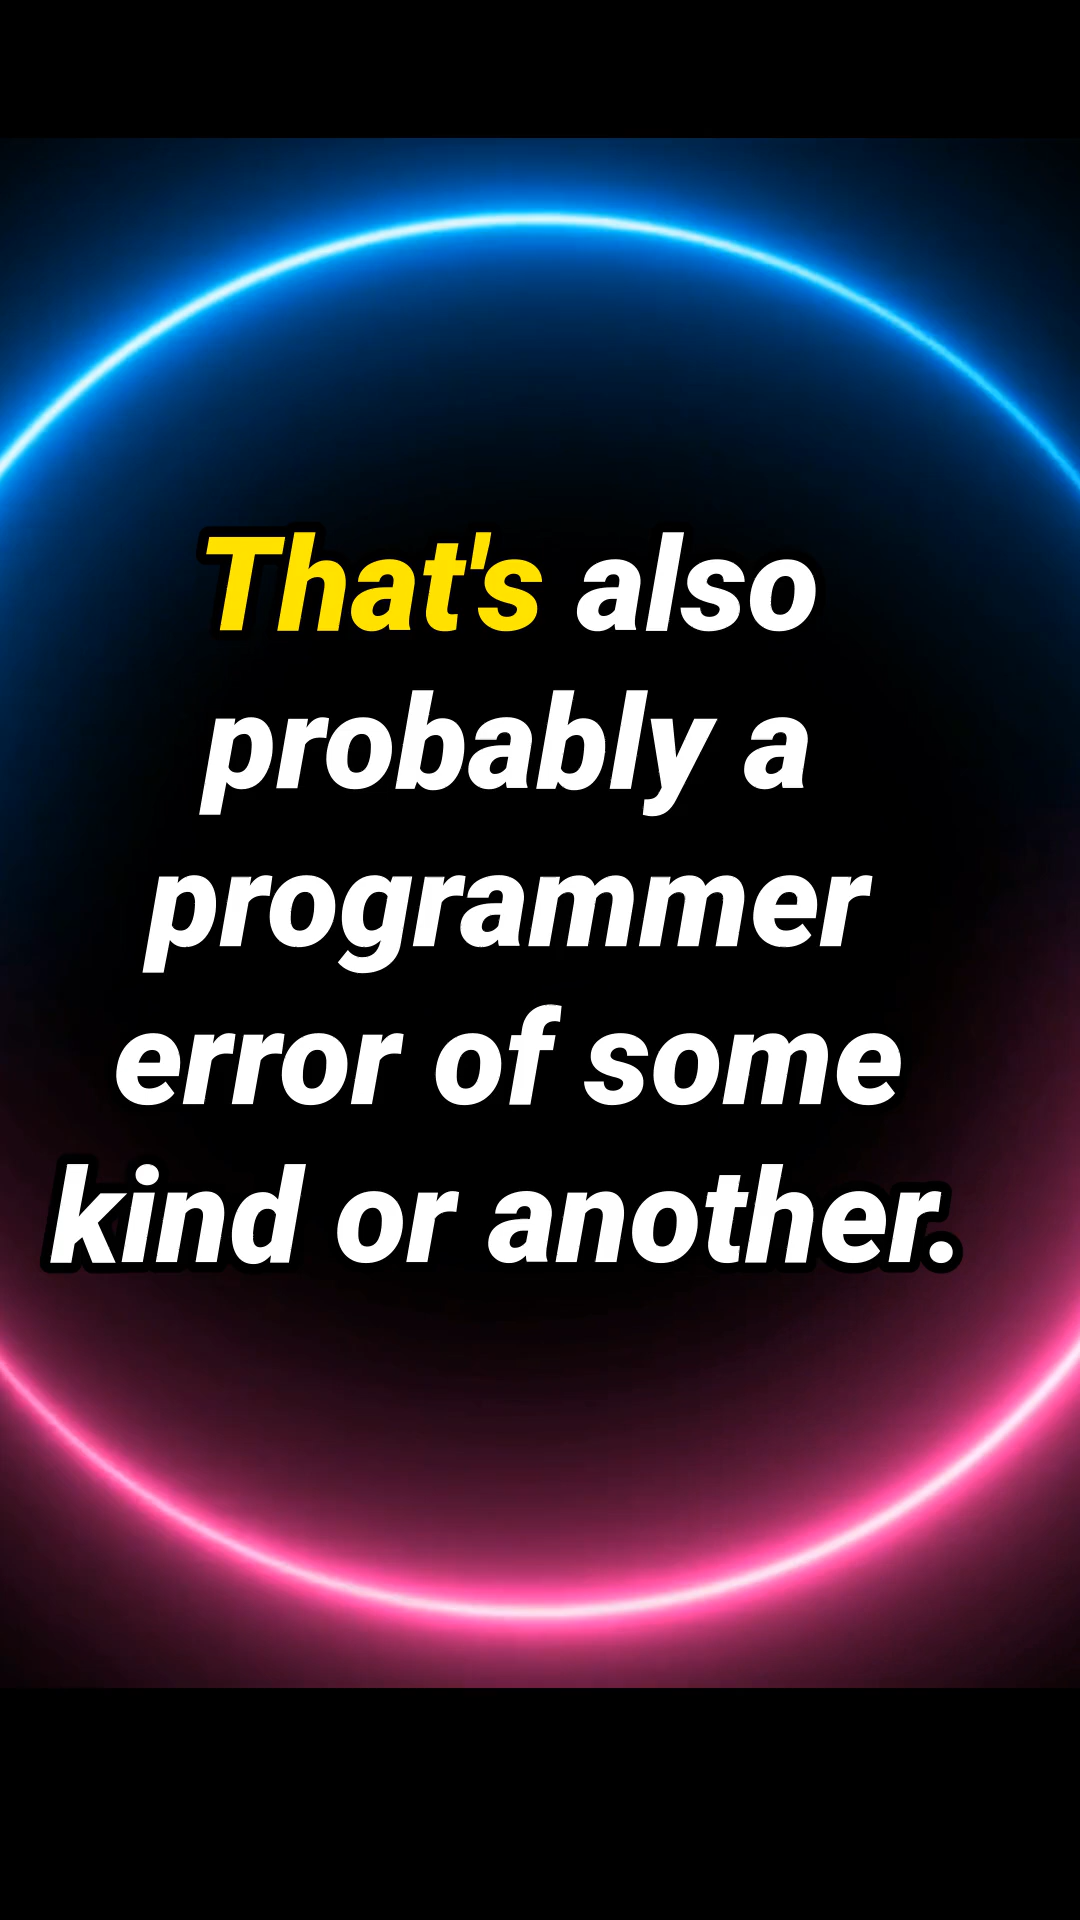 That's also
probably a
programmer
error of some
kind or another.